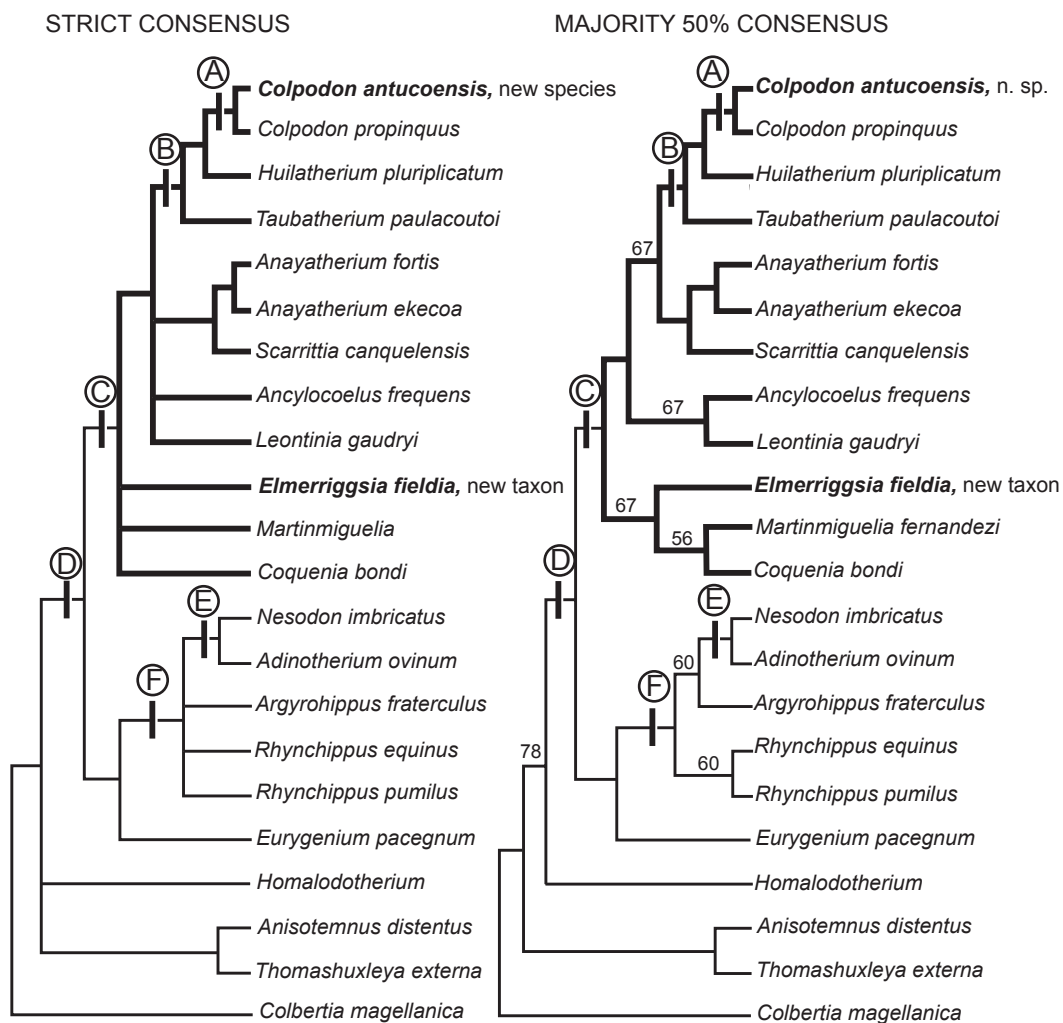 STRICT CONSENSUS
A
Colpodon antucoensis, new species
Colpodon propinquus
B
Huilatherium pluriplicatum
Taubatherium paulacoutoi
Anayatherium fortis
Anayatherium ekecoa
Scarrittia canquelensis
C
Ancylocoelus frequens
Leontinia gaudryi
Elmerriggsia fieldia, new taxon
Martinmiguelia
D
Coquenia bondi
E
Nesodon imbricatus
Adinotherium ovinum
F
Argyrohippus fraterculus
Rhynchippus equinus
Rhynchippus pumilus
Eurygenium pacegnum
Homalodotherium
Anisotemnus distentus
Thomashuxleya externa
Colbertia magellanica
MAJORITY 50% CONSENSUS
A
Colpodon antucoensis, n. sp.
Colpodon propinquus
B
Huilatherium pluriplicatum
Taubatherium paulacoutoi
67
Anayatherium fortis
Anayatherium ekecoa
Scarrittia canquelensis
C
Ancylocoelus frequens
67
Leontinia gaudryi
Elmerriggsia fieldia, new taxon
67
Martinmiguelia fernandezi
56
D
Coquenia bondi
E
Nesodon imbricatus
Adinotherium ovinum
60
F
Argyrohippus fraterculus
Rhynchippus equinus
78
60
Rhynchippus pumilus
Eurygenium pacegnum
Homalodotherium
Anisotemnus distentus
Thomashuxleya externa
Colbertia magellanica